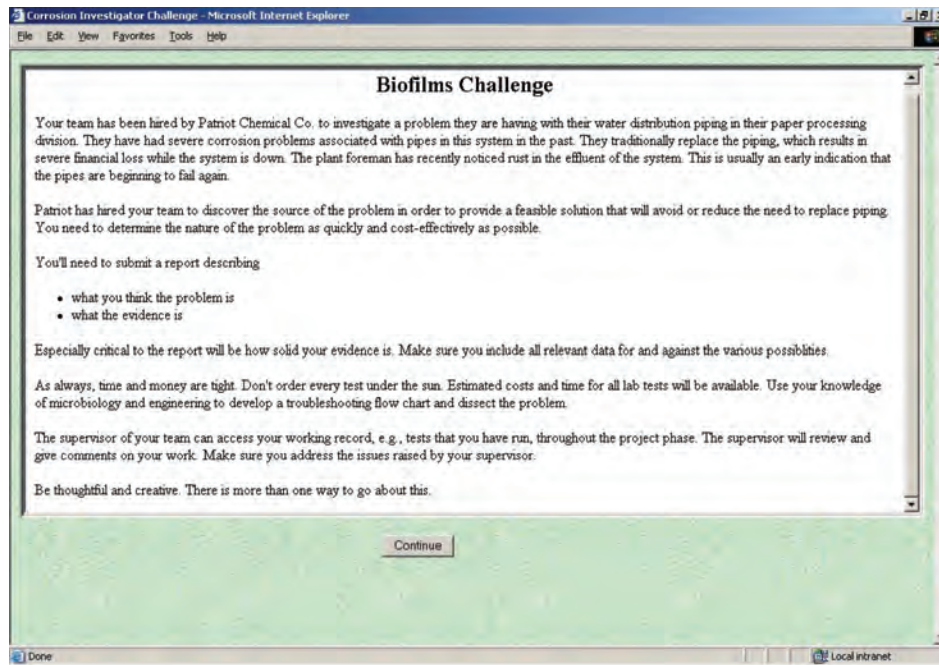 Corrosion Investigator Challenge - Microsoft Internet Explorer
File Edit View Favorites Tools Help
Biofilms Challenge
Your team has been hired by Patriot Chemical Co. to investigate a problem they are having with their water distribution piping in their paper processing
division. They have had severe corrosion problems associated with pipes in this system in the past. They traditionally replace the piping, which results in
severe financial loss while the system is down. The plant foreman has recently noticed rust in the effluent of the system. This is usually an early indication that
the pipes are beginning to fail again.
Patriot has hired your team to discover the source of the problem in order to provide a feasible solution that will avoid or reduce the need to replace piping.
You need to determine the nature of the problem as quickly and cost-effectively as possible.
You'll need to submit a report describing
• what you think the problem is
• what the evidence is
Especially critical to the report will be how solid your evidence is. Make sure you include all relevant data for and against the various possiblities.
As always, time and money are tight. Don't order every test under the sun. Estimated costs and time for all lab tests will be available. Use your knowledge
of microbiology and engineering to develop a troubleshooting flow chart and dissect the problem.
The supervisor of your team can access your working record, e.g., tests that you have run, throughout the project phase. The supervisor will review and
give comments on your work. Make sure you address the issues raised by your supervisor.
Be thoughtful and creative. There is more than one way to go about this.
Continue
Done
Local intranet